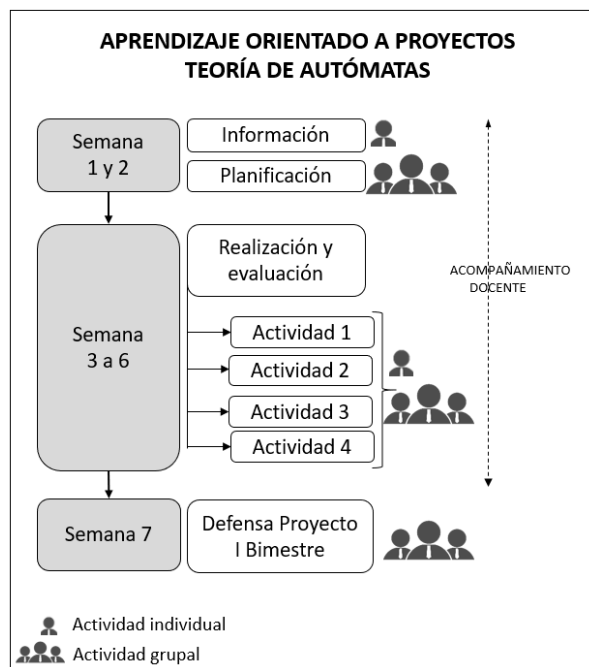 APRENDIZAJE ORIENTADO A PROYECTOS
TEORÍA DE AUTÓMATAS
Semana
1 y 2
Información
Planificación
Semana
3 a 6
Realización y
evaluación
Actividad 1
Actividad 2
Actividad 3
Actividad 4
ACOMPAÑAMIENTO
DOCENTE
Semana 7
Defensa Proyecto
I Bimestre
Actividad individual
Actividad grupal